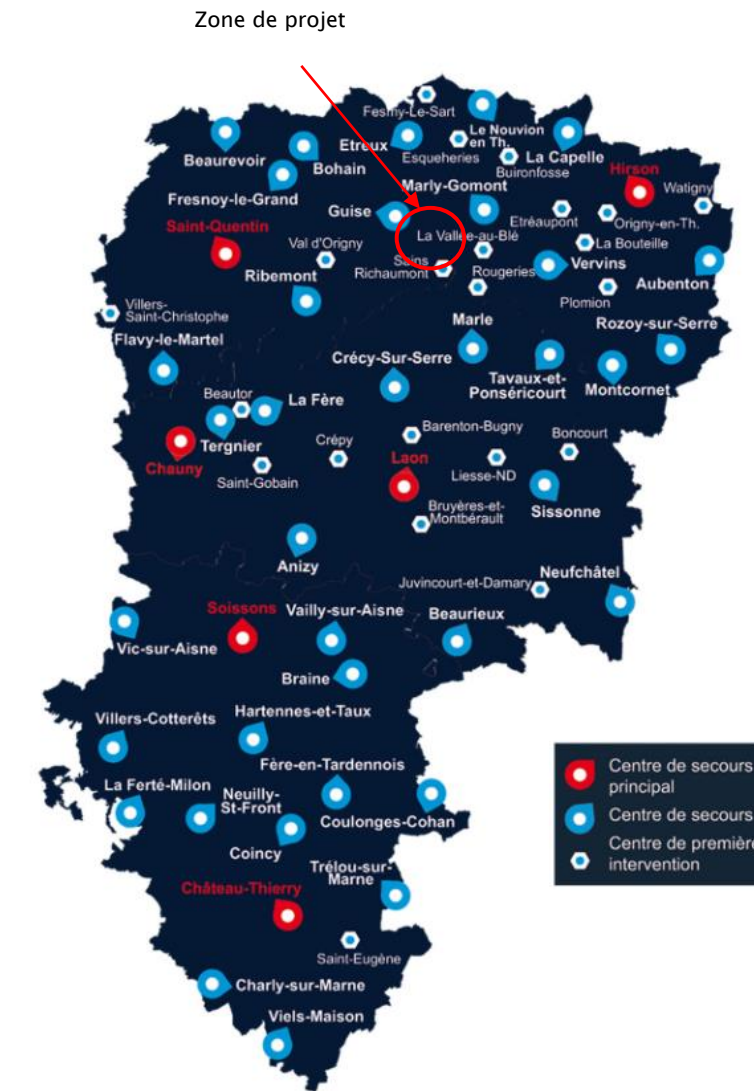 Zone de projet
Fesmy-Le-Sart
Le Nouvion
en Th.
Etreux
Esqueheries
La Capelle
Buironfosse
Beaurevoir
Bohain
Hirson
Watigny
Fresnoy-le-Grand
Marly-Gomont
Guise
Etréaupont
Origny-en-Th.
Saint-Quentin
La Vallée-au-Blé
La Bouteille
Val d'Origny
Sains
Richaumont
Rougeries
Vervins
Ribemont
Aubenton
Plomion
Villers-
Saint-Christophe
Marle
Rozoy-sur-Serre
Flavy-le-Martel
Crécy-Sur-Serre
Tavaux-et-
Ponséricourt
Montcornet
Beautor
La Fère
Barenton-Bugny
Boncourt
Tergnier
Crépy
Laon
Chauny
Liesse-ND
Saint-Gobain
Bruyères-et-
Montbérault
Sissonne
Anizy
Neufchâtel
Juvincourt-et-Damary
Soissons
Vailly-sur-Aisne
Beaurieux
Vic-sur-Aisne
Braine
Villers-Cotterêts
Hartennes-et-Taux
Fère-en-Tardennois
La Ferté-Milon
Neuilly-
St-Front
Coulonges-Cohan
Coincy
Trélou-sur-
Marne
Château-Thierry
Saint-Eugène
Charly-sur-Marne
Viels-Maison
Centre de secours
principal
Centre de secours
Centre de première
intervention